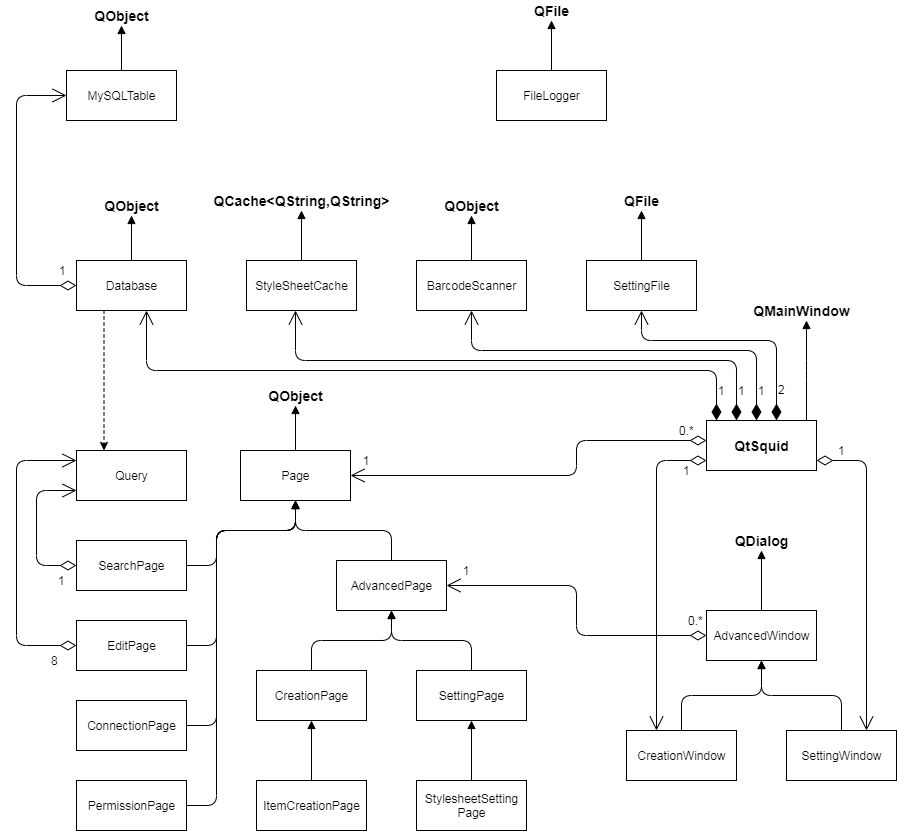 QObject
QFile
MySQLTable
FileLogger
QObject
QCache<QString,QString>
QObject
QFile
1
Database
StyleSheetCache
BarcodeScanner
SettingFile
QMainWindow
1
1
1
2
QObject
0.*
QtSquid
1
1
1
Query
Page
SearchPage
1
QDialog
1
AdvancedPage
0.*
AdvancedWindow
EditPage
8
CreationPage
SettingPage
ConnectionPage
CreationWindow
SettingWindow
PermissionPage
ItemCreationPage
StylesheetSetting
Page